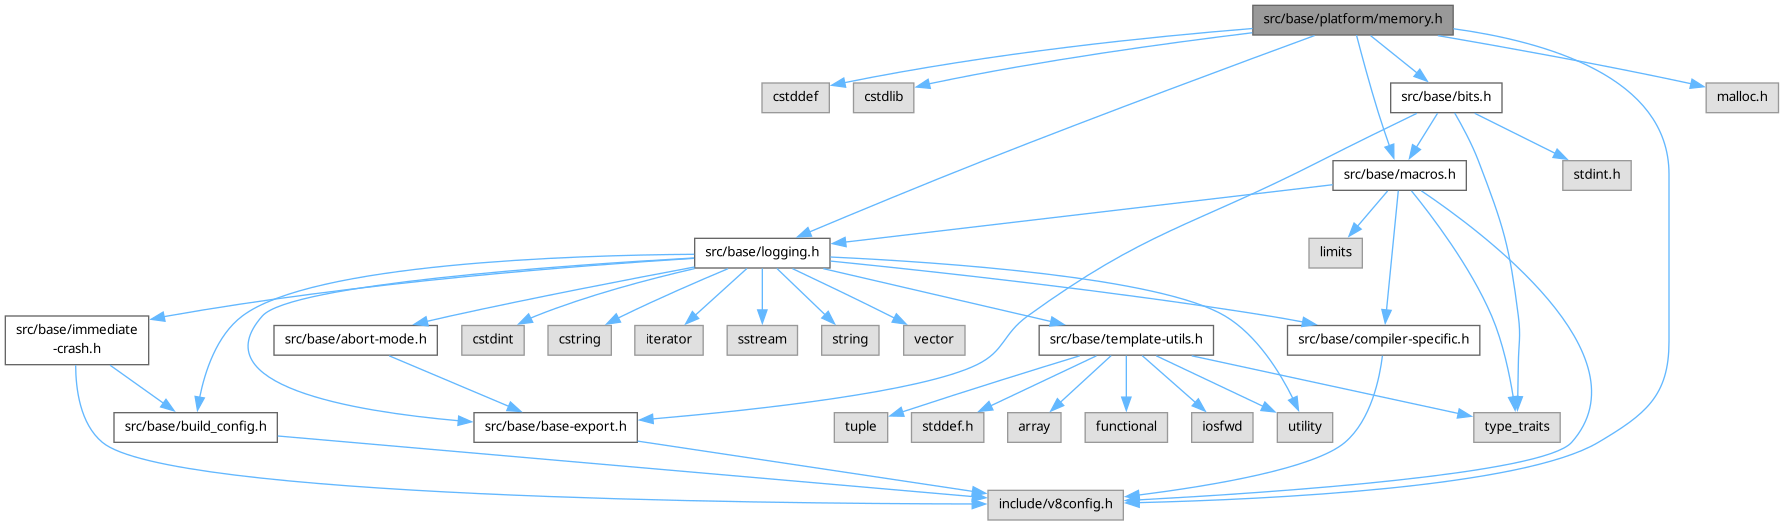 src/base/platform/memory.h
cstddef
cstdlib
src/base/bits.h
malloc.h
src/base/macros.h
stdint.h
src/base/logging.h
limits
src/base/immediate
-crash.h
src/base/abort-mode.h
cstdint
cstring
iterator
sstream
string
vector
src/base/template-utils.h
src/base/compiler-specific.h
src/base/build_config.h
src/base/base-export.h
tuple
stddef.h
array
functional
iosfwd
utility
type_traits
include/v8config.h